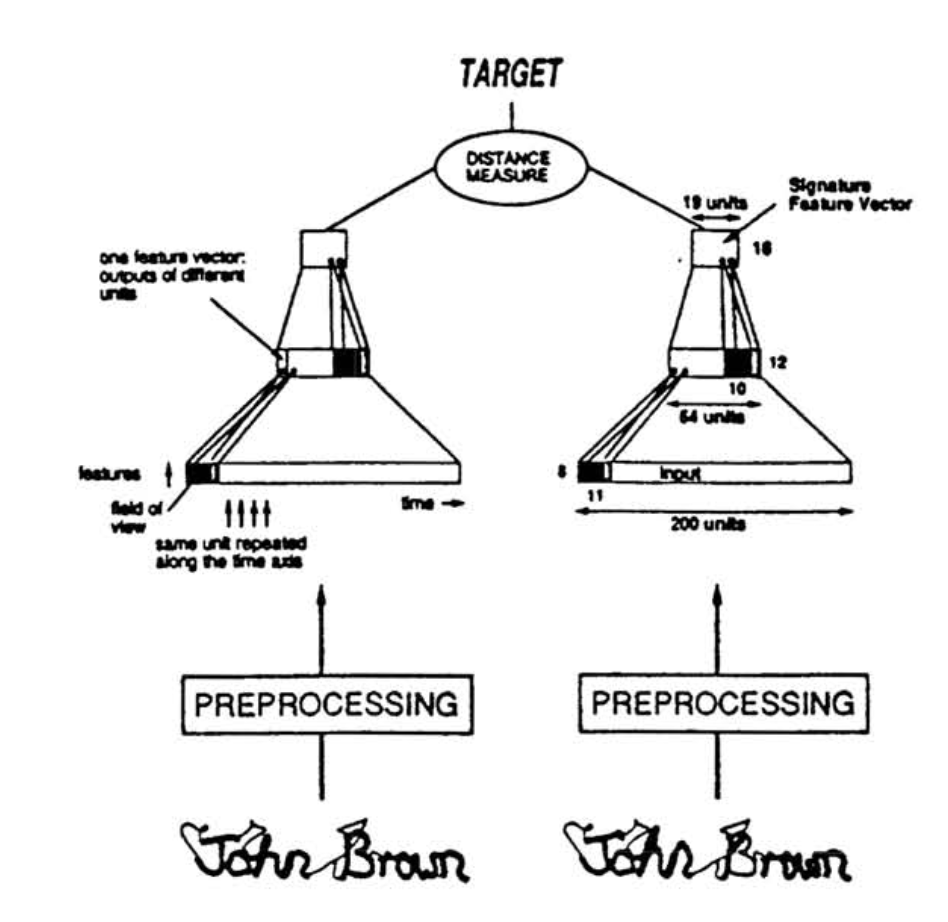 TARGET
DISTANCE
MEASURE
Signature
Feature Vector
19 units
16
one feature vector:
outputs of different
units
12
10
64 units
features
8
Input
field of
view
time
11
200 units
same unit repeated
along the time axis
PREPROCESSING
PREPROCESSING
John Brown
John Brown